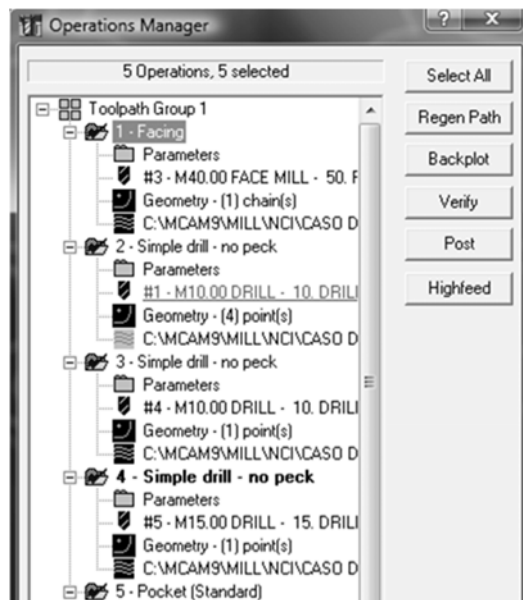 Operations Manager
? X
5 Operations, 5 selected
Select All
Toolpath Group 1
Regen Path
1 - Facing
Parameters
Backplot
#3 - M40.00 FACE MILL - 50. F
Geometry - (1) chain(s)
Verify
C:\MCAM9\MILL\NCI\CASO D
2 - Simple drill - no peck
Post
Parameters
#1 - M10.00 DRILL - 10. DRILL
Highfeed
Geometry - (4) point(s)
C:\MCAM9\MILL\NCI\CASO D
3 - Simple drill - no peck
Parameters
#4 - M10.00 DRILL - 10. DRILL
Geometry - (1) point(s)
C:\MCAM9\MILL\NCI\CASO D
4 - Simple drill - no peck
Parameters
#5 - M15.00 DRILL - 15. DRILL
Geometry - (1) point(s)
C:\MCAM9\MILL\NCI\CASO D
5 - Pocket (Standard)